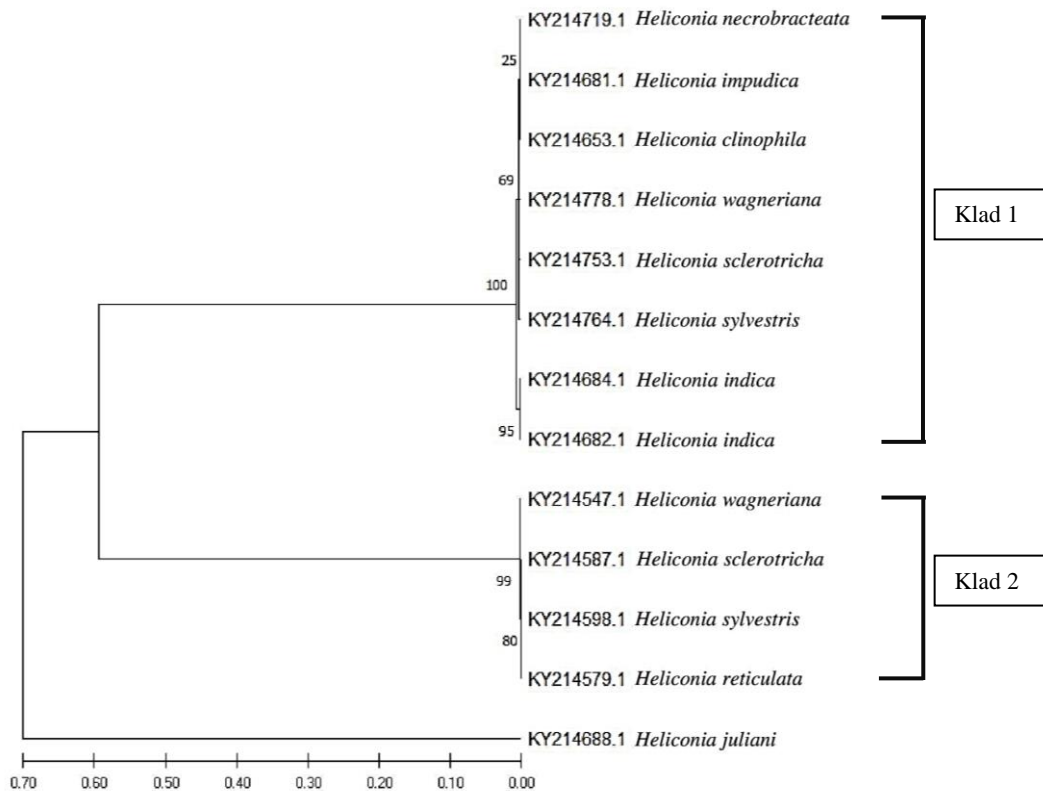 KY214719.1 Heliconia necrobracteata
25
KY214681.1 Heliconia impudica
KY214653.1 Heliconia clinophila
69
KY214778.1 Heliconia wagneriana
Klad 1
KY214753.1 Heliconia sclerotricha
100
KY214764.1 Heliconia sylvestris
KY214684.1 Heliconia indica
95
KY214682.1 Heliconia indica
KY214547.1 Heliconia wagneriana
KY214587.1 Heliconia sclerotricha
99
Klad 2
KY214598.1 Heliconia sylvestris
80
KY214579.1 Heliconia reticulata
KY214688.1 Heliconia juliani
0.70 0.60 0.50 0.40 0.30 0.20 0.10 0.00